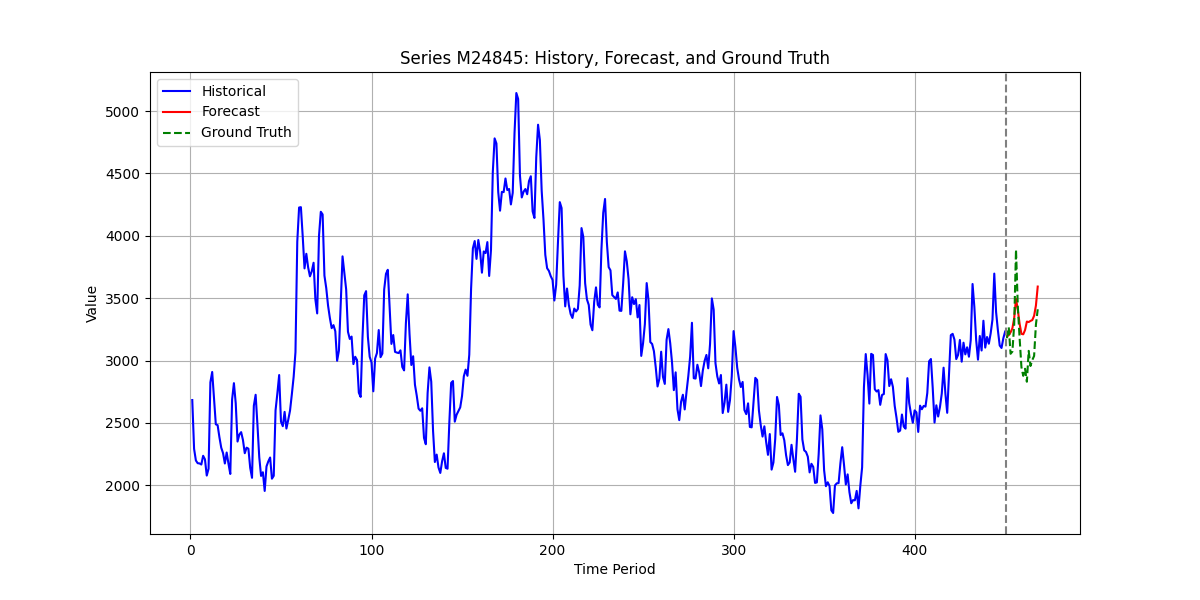 Series M24845: History, Forecast, and Ground Truth
Historical
Forecast
Ground Truth
Value
5000
4500
4000
3500
3000
2500
2000
0
100
200
300
400
Time Period